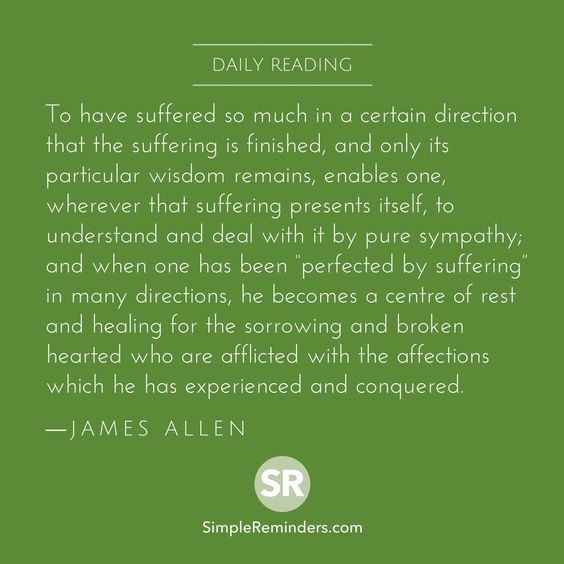 DAILY READING
To have suffered so much in a certain direction
that the suffering is finished, and only its
particular wisdom remains, enables one,
wherever that suffering presents itself, to
understand and deal with it by pure sympathy;
and when one has been “perfected by suffering”
in many directions, he becomes a centre of rest
and healing for the sorrowing and broken
hearted who are afflicted with the affections
which he has experienced and conquered.
—JAMES ALLEN
SR
SimpleReminders.com